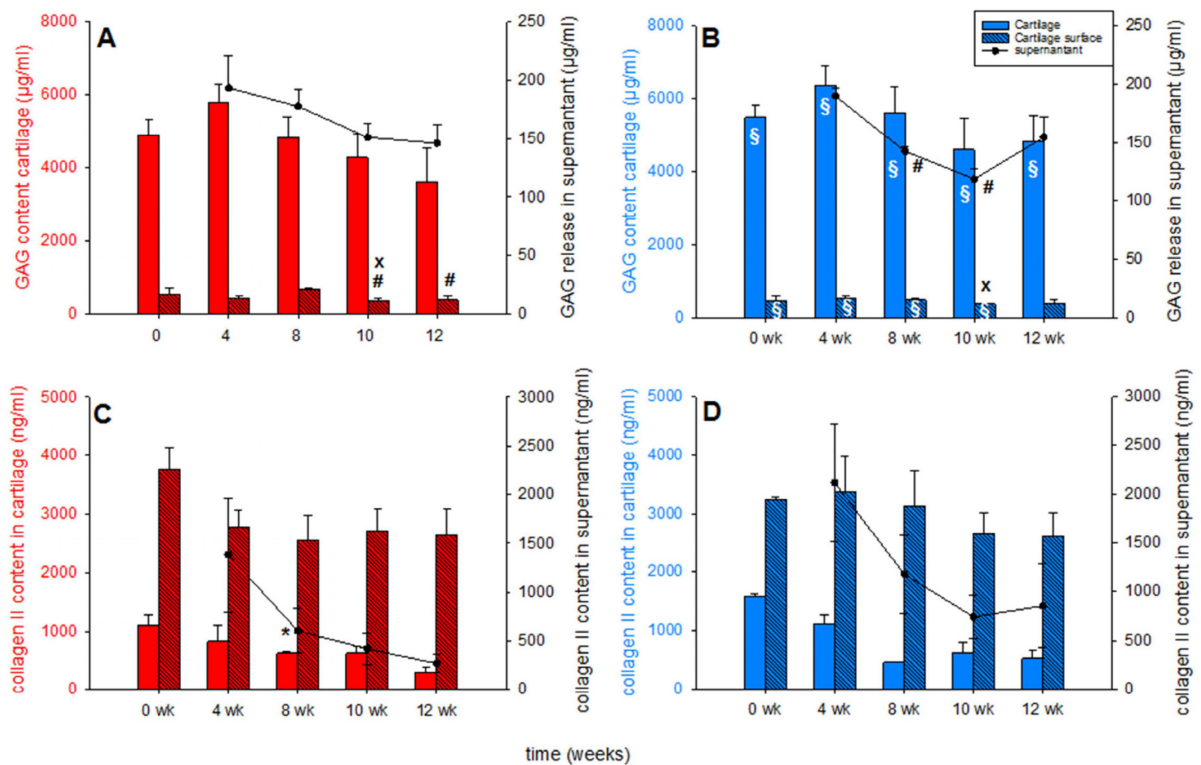 A
GAG content cartilage (µg/ml)
8000
6000
4000
2000
0
250
200
150
100
50
0
GAG release in supernantant (µg/ml)
x
#
#
0 4 8 10 12
B
GAG content cartilage (µg/ml)
8000
6000
4000
2000
0
250
200
150
100
50
0
GAG release in supernantant (µg/ml)
Cartilage
Cartilage surface
supernantant
§ § § § §
# #
x
§ § § §
0 wk 4 wk 8 wk 10 wk 12 wk
C
collagen II content in cartilage (ng/ml)
5000
4000
3000
2000
1000
0
3000
2500
2000
1500
1000
500
0
collagen II content in supernantant (ng/ml)
*
0 wk 4 wk 8 wk 10 wk 12 wk
D
collagen II content in cartilage (ng/ml)
5000
4000
3000
2000
1000
0
3000
2500
2000
1500
1000
500
0
collagen II content in supernantant (ng/ml)
0 wk 4 wk 8 wk 10 wk 12 wk
time (weeks)